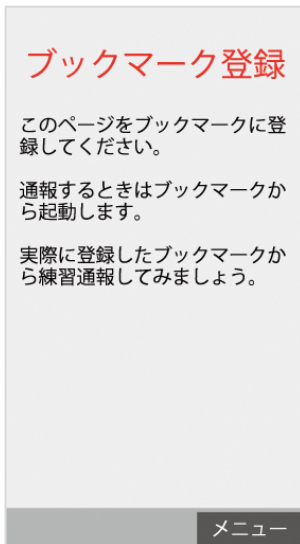 ブックマーク登録
このページをブックマークに登
録してください。
通報するときはブックマークか
ら起動します。
実際に登録したブックマークか
ら練習通報してみましょう。
メニュー